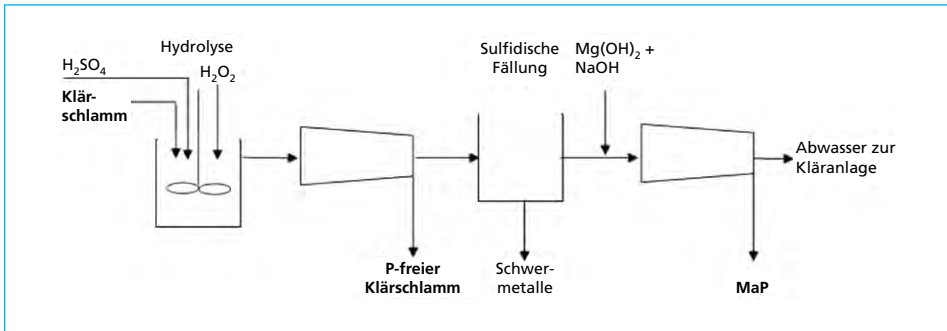 Hydrolyse
H₂SO₄
H₂O₂
Klär-
schlamm
P-freier
Klärschlamm
Sulfidische
Fällung
Schwer-
metalle
Mg(OH)₂ +
NaOH
Abwasser zur
Kläranlage
MaP